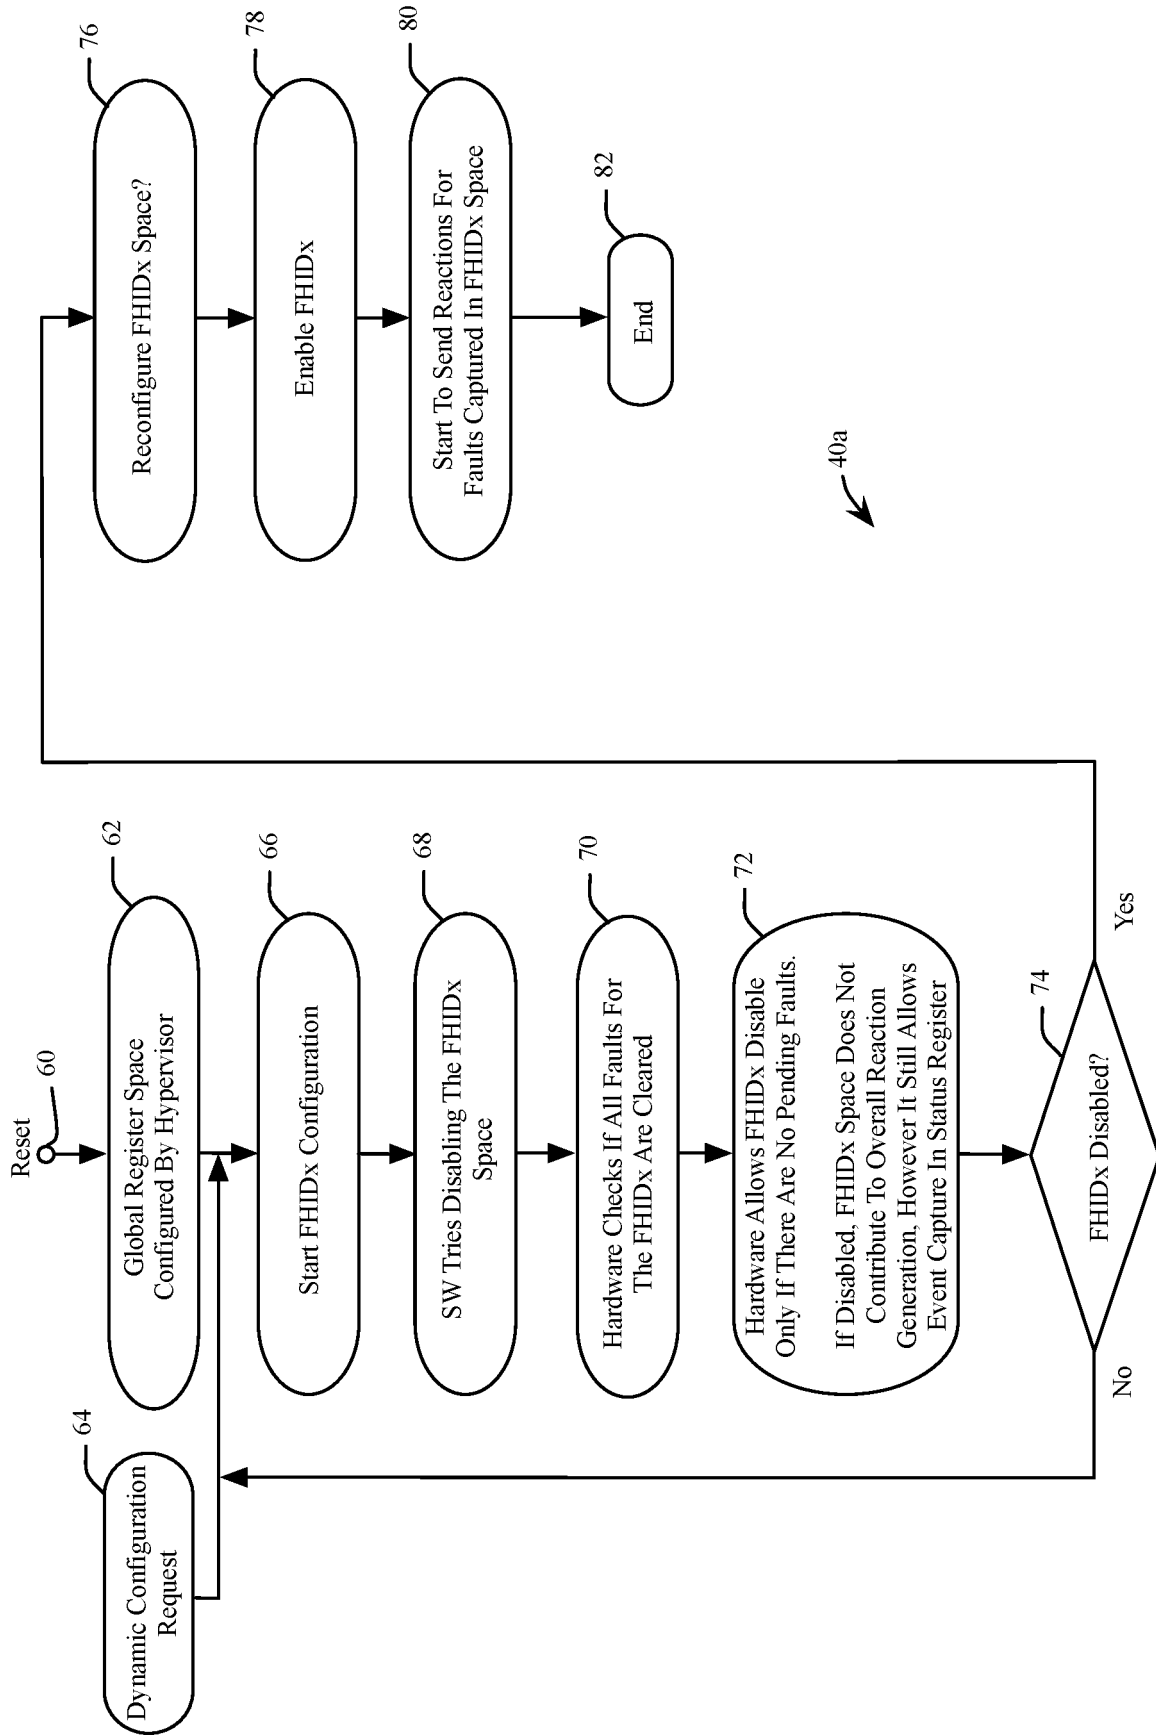 Reset
60
Global Register Space
Configured By Hypervisor
62
Dynamic Configuration
Request
64
Start FHIDx Configuration
66
SW Tries Disabling The FHIDx
Space
68
Hardware Checks If All Faults For
The FHIDx Are Cleared
70
Hardware Allows FHIDx Disable
Only If There Are No Pending Faults.
If Disabled, FHIDx Space Does Not
Contribute To Overall Reaction
Generation, However It Still Allows
Event Capture In Status Register
72
FHIDx Disabled?
74
No
Yes
Reconfigure FHIDx Space?
76
Enable FHIDx
78
Start To Send Reactions For
Faults Captured In FHIDx Space
80
End
82
40a